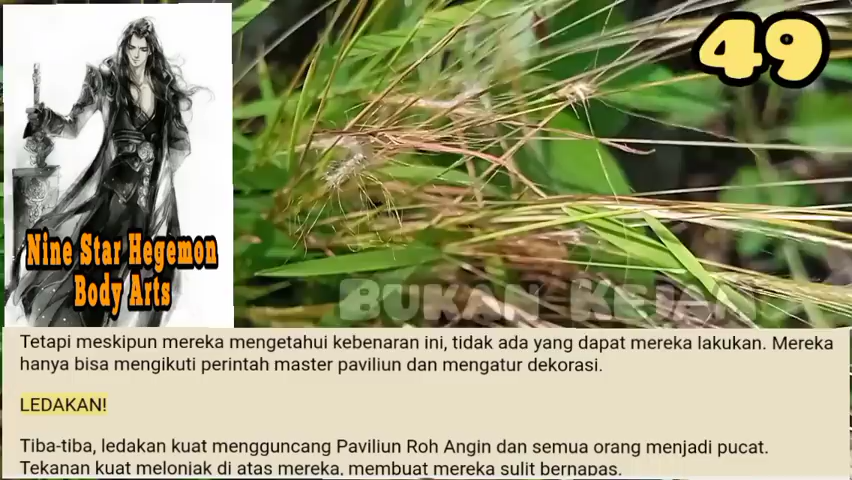 49
Nine Star Hegemon
Body Arts
BUKAN KEJAM
Tetapi meskipun mereka mengetahui kebenaran ini, tidak ada yang dapat mereka lakukan. Mereka
hanya bisa mengikuti perintah master paviliun dan mengatur dekorasi.
LEDAKAN!
Tiba-tiba, ledakan kuat mengguncang Paviliun Roh Angin dan semua orang menjadi pucat.
Tekanan kuat melonjak di atas mereka, membuat mereka sulit bernapas.